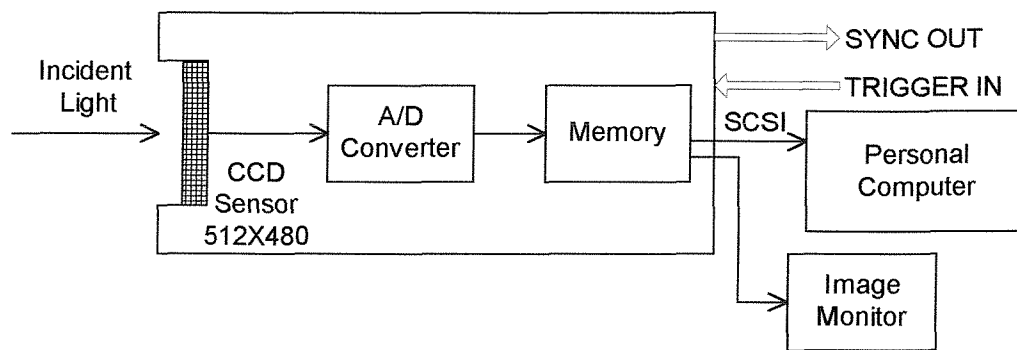 Incident
Light
CCD
Sensor
512X480
A/D
Converter
Memory
SYNC OUT
TRIGGER IN
SCSI
Personal
Computer
Image
Monitor